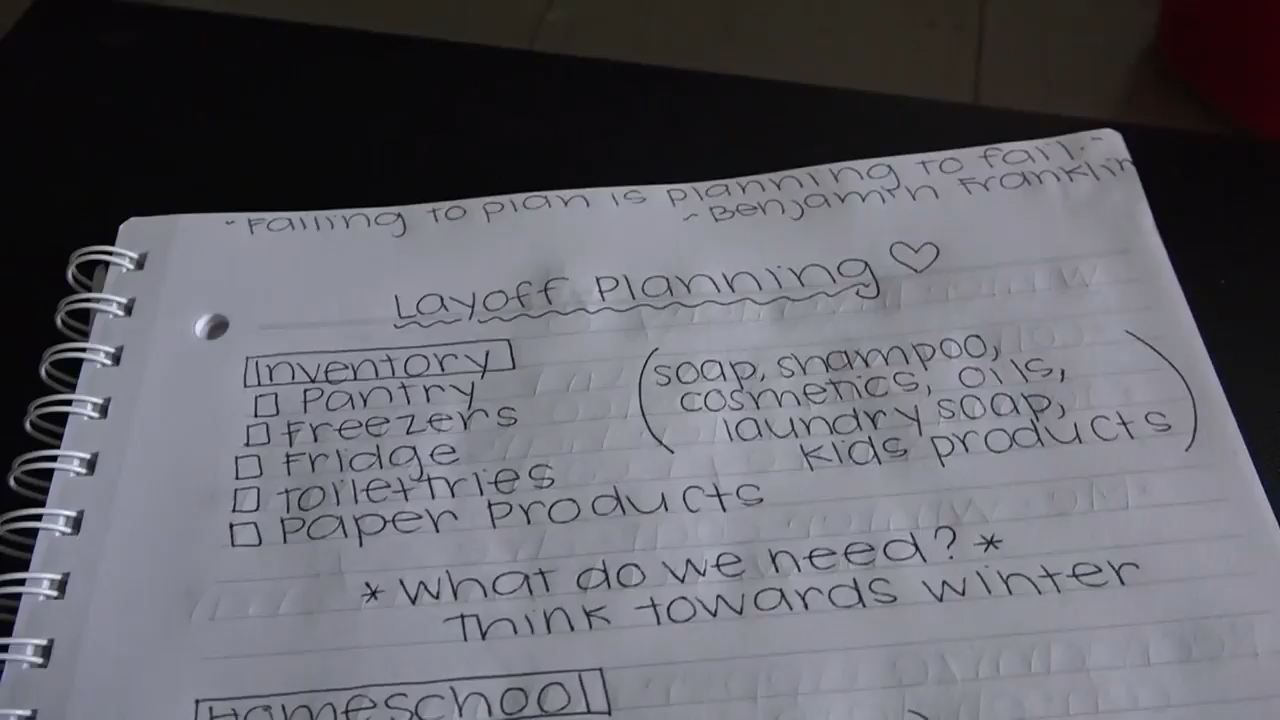 "Failing to plan is planning to fail."
~Benjamin Franklin
Layoff Planning ♡
Inventory
□ Pantry
□ Freezers
□ Fridge
□ Toilettries
□ Paper Products
(soap, shampoo,
cosmetics, oils,
laundry soap,
kids products)
*What do we need?*
Think towards winter
Homeschool